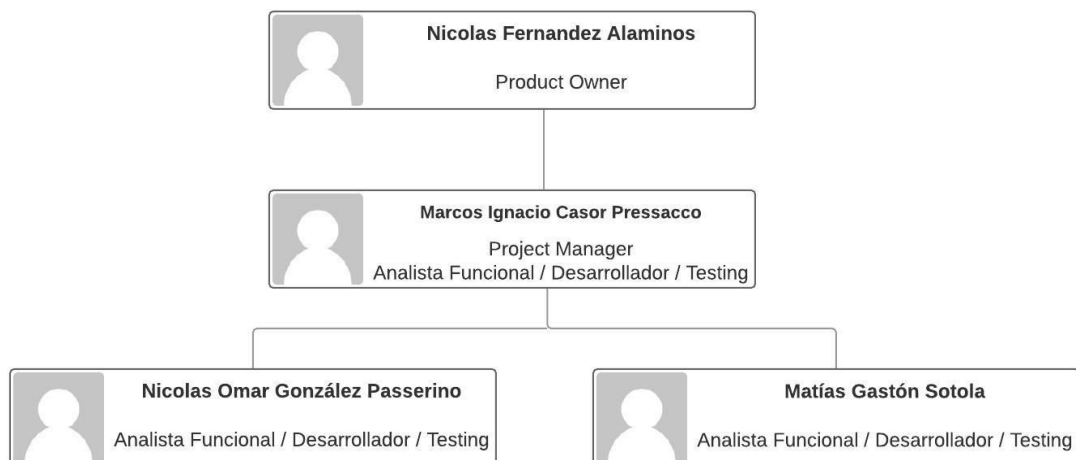 Nicolas Fernandez Alaminos
Product Owner
Marcos Ignacio Casor Pressacco
Project Manager
Analista Funcional / Desarrollador / Testing
Nicolas Omar González Passerino
Analista Funcional / Desarrollador / Testing
Matías Gastón Sotola
Analista Funcional / Desarrollador / Testing